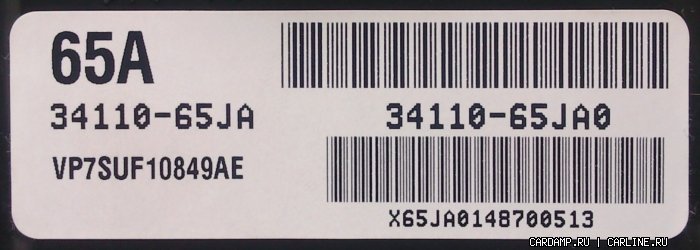 65A
34110-65JA
VP7SUF10849AE
34110-65JA0
X65JA0148700513
CARDAMP.RU | CARLINE.RU